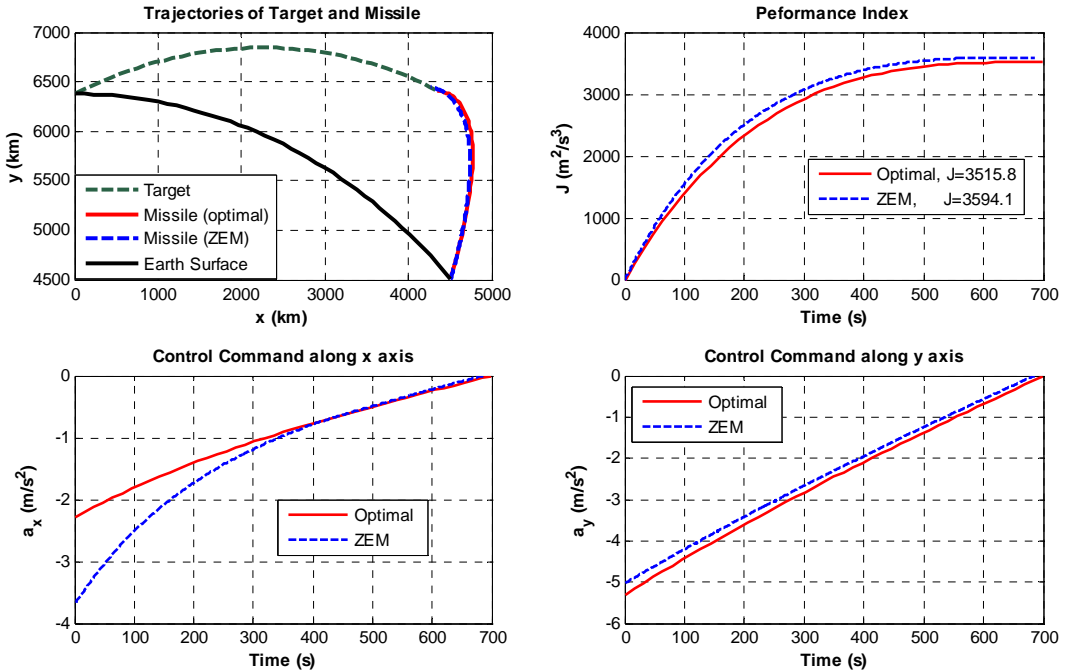 Trajectories of Target and Missile
7000
6500
6000
5500
5000
4500
y (km)
0 1000 2000 3000 4000 5000
x (km)
Target
Missile (optimal)
Missile (ZEM)
Earth Surface
Peformance Index
4000
3000
2000
1000
0
J (m²/s³)
0 100 200 300 400 500 600 700
Time (s)
Optimal, J=3515.8
ZEM, J=3594.1
Control Command along x axis
0
-1
-2
-3
-4
a_x (m/s²)
0 100 200 300 400 500 600 700
Time (s)
Optimal
ZEM
Control Command along y axis
0
-1
-2
-3
-4
-5
-6
a_y (m/s²)
0 100 200 300 400 500 600 700
Time (s)
Optimal
ZEM